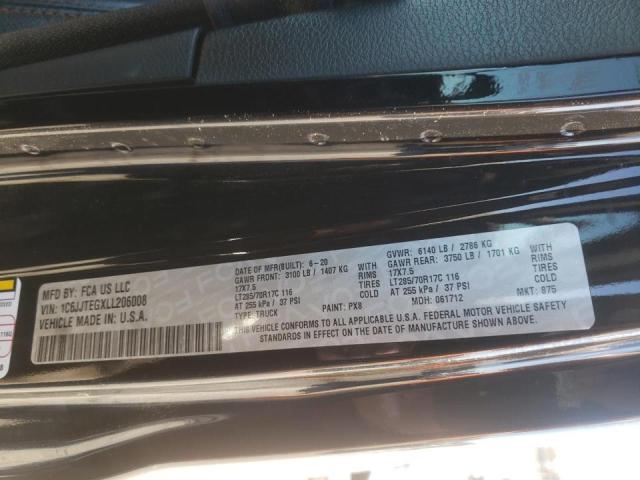 MFD BY: FCA US LLC
VIN: 1C6JJTEGXLL206008
VEHICLE MADE IN U.S.A.
DATE OF MFR(BUILT): 6-20
GAWR FRONT: 3100 LB / 1407 KG WITH
17X7.5 RIMS
LT285/70R17C 116 TIRES
AT 255 kPa / 37 PSI COLD
TYPE: TRUCK PAINT: PX8
GVWR: 6140 LB / 2786 KG
GAWR REAR: 3750 LB / 1701 KG WITH
17X7.5 RIMS
LT285/70R17C 116 TIRES
AT 255 kPa / 37 PSI COLD
MDH: 061712 MKT: 875
THIS VEHICLE CONFORMS TO ALL APPLICABLE U.S.A. FEDERAL MOTOR VEHICLE SAFETY
STANDARDS IN EFFECT ON THE DATE OF MANUFACTURE SHOWN ABOVE.